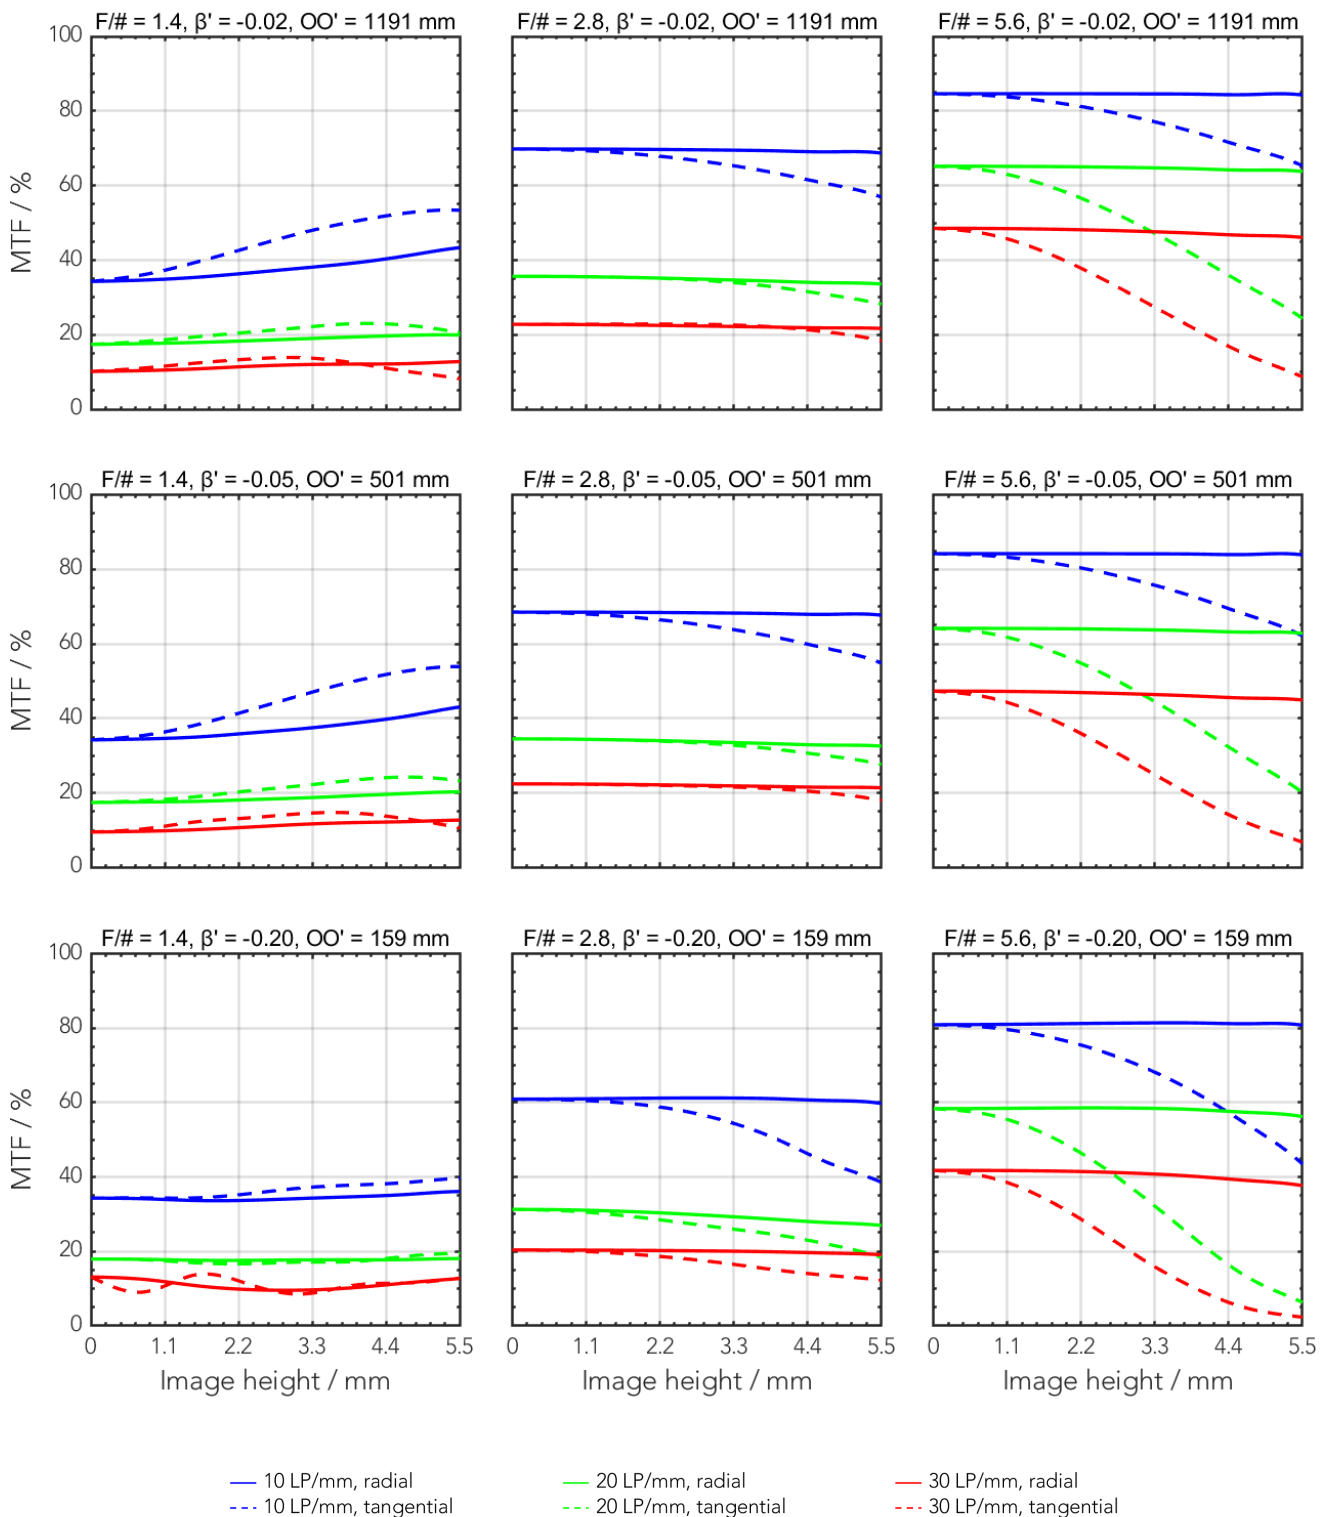 F/# = 1.4, β' = -0.02, OO' = 1191 mm
F/# = 2.8, β' = -0.02, OO' = 1191 mm
F/# = 5.6, β' = -0.02, OO' = 1191 mm
100
80
60
40
20
0
MTF / %
F/# = 1.4, β' = -0.05, OO' = 501 mm
F/# = 2.8, β' = -0.05, OO' = 501 mm
F/# = 5.6, β' = -0.05, OO' = 501 mm
100
80
60
40
20
0
MTF / %
F/# = 1.4, β' = -0.20, OO' = 159 mm
F/# = 2.8, β' = -0.20, OO' = 159 mm
F/# = 5.6, β' = -0.20, OO' = 159 mm
100
80
60
40
20
0
MTF / %
0 1.1 2.2 3.3 4.4 5.5
0 1.1 2.2 3.3 4.4 5.5
0 1.1 2.2 3.3 4.4 5.5
Image height / mm
Image height / mm
Image height / mm
10 LP/mm, radial
20 LP/mm, radial
30 LP/mm, radial
10 LP/mm, tangential
20 LP/mm, tangential
30 LP/mm, tangential